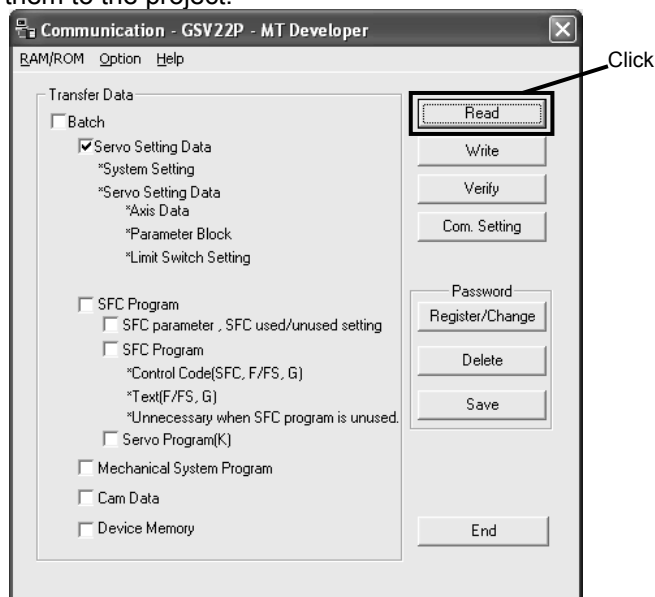 them to the project.
Communication - GSV22P - MT Developer
RAM/ROM Option Help
Click
Transfer Data
Batch
Read
Servo Setting Data
Write
*System Setting
*Servo Setting Data
Verify
*Axis Data
*Parameter Block
Com. Setting
*Limit Switch Setting
Password
SFC Program
Register/Change
SFC parameter , SFC used/unused setting
SFC Program
Delete
*Control Code(SFC, F/FS, G)
*Text(F/FS, G)
Save
*Unnecessary when SFC program is unused.
Servo Program(K)
Mechanical System Program
Cam Data
Device Memory
End